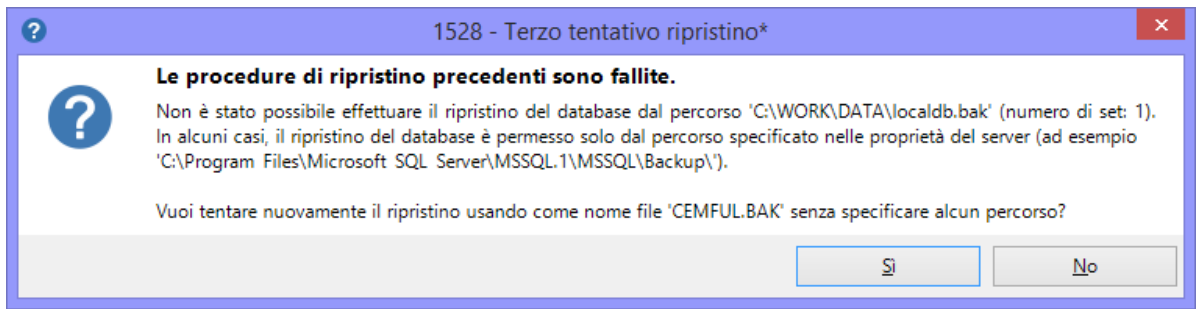 1528 - Terzo tentativo ripristino*
Le procedure di ripristino precedenti sono fallite.
Non è stato possibile effettuare il ripristino del database dal percorso 'C:\WORK\DATA\localdb.bak' (numero di set: 1).
In alcuni casi, il ripristino del database è permesso solo dal percorso specificato nelle proprietà del server (ad esempio
'C:\Program Files\Microsoft SQL Server\MSSQL.1\MSSQL\Backup\').
Vuoi tentare nuovamente il ripristino usando come nome file 'CEMFUL.BAK' senza specificare alcun percorso?
Sì
No